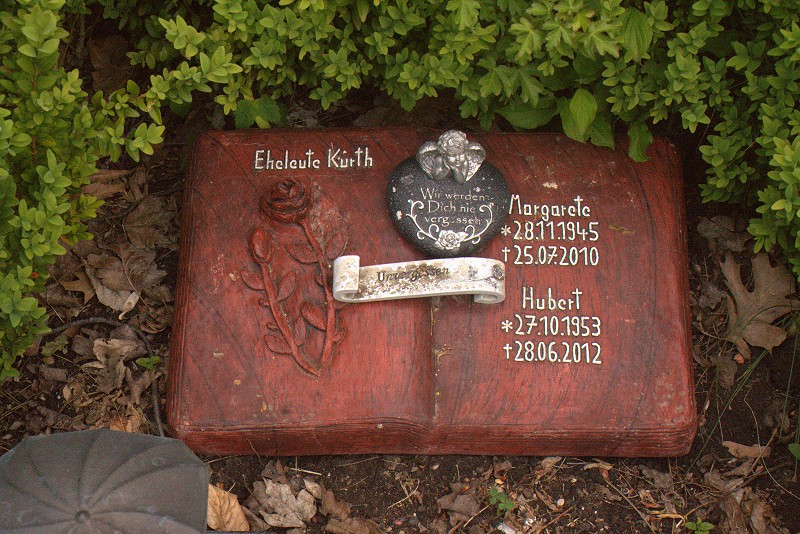 Eheleute Kürth
Wir werden
Dich nie
vergessen
Unvergessen
Margarete
*28.11.1945
†25.07.2010
Hubert
*27.10.1953
†28.06.2012